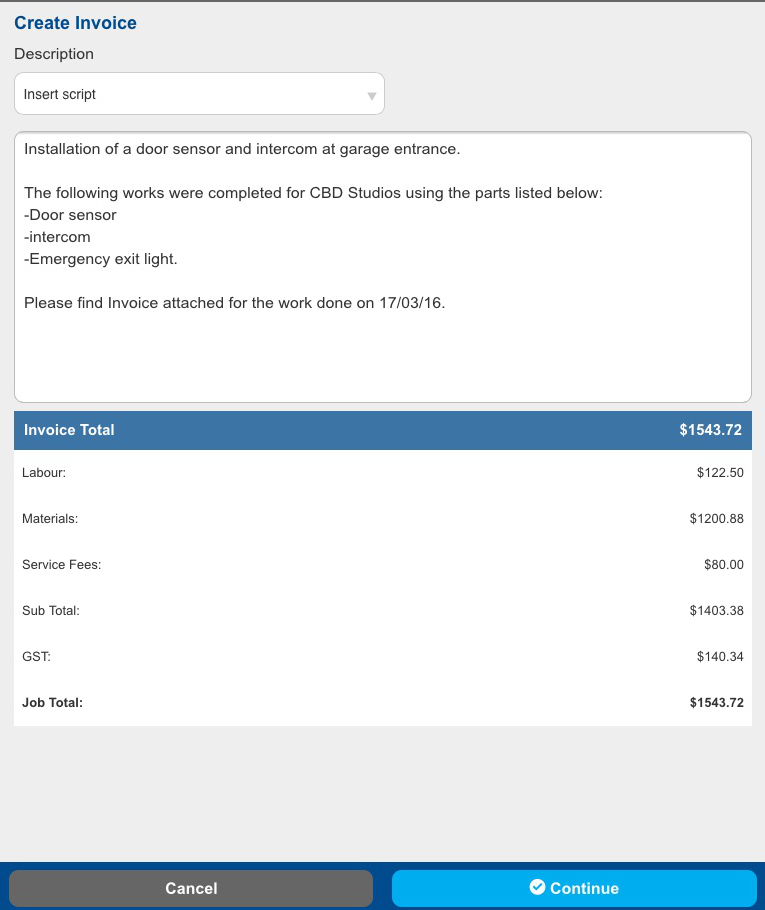 Create Invoice
Description
Insert script
Installation of a door sensor and intercom at garage entrance.
The following works were completed for CBD Studios using the parts listed below:
-Door sensor
-intercom
-Emergency exit light.
Please find Invoice attached for the work done on 17/03/16.
Invoice Total $1543.72
Labour: $122.50
Materials: $1200.88
Service Fees: $80.00
Sub Total: $1403.38
GST: $140.34
Job Total: $1543.72
Cancel Continue